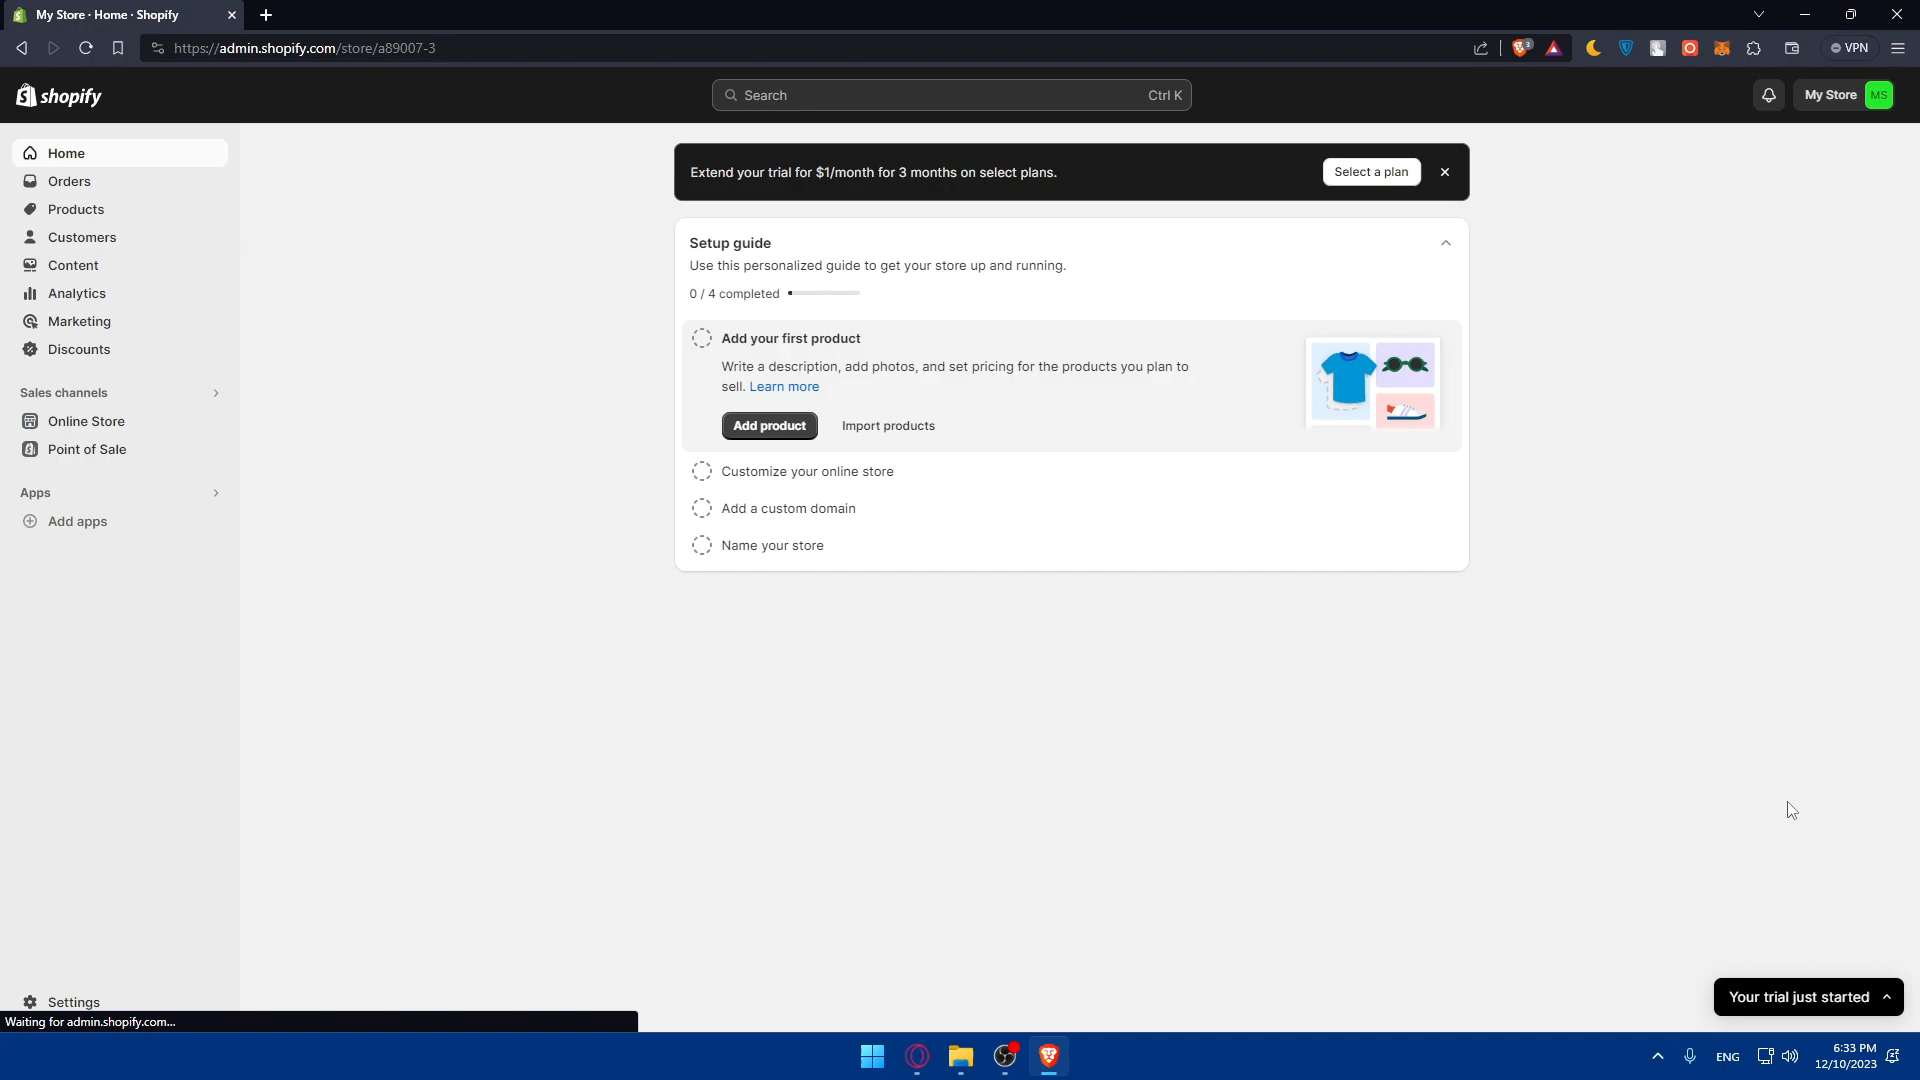 My Store · Home · Shopify
https://admin.shopify.com/store/a89007-3
3
VPN
shopify
Search
Ctrl K
My Store
MS
Home
Orders
Products
Customers
Content
Analytics
Marketing
Discounts
Sales channels
Online Store
Point of Sale
Apps
Add apps
Settings
Extend your trial for $1/month for 3 months on select plans.
Select a plan
Setup guide
Use this personalized guide to get your store up and running.
0 / 4 completed
Add your first product
Write a description, add photos, and set pricing for the products you plan to
sell. Learn more
Add product
Import products
Customize your online store
Add a custom domain
Name your store
Your trial just started
Waiting for admin.shopify.com...
ENG
6:33 PM
12/10/2023